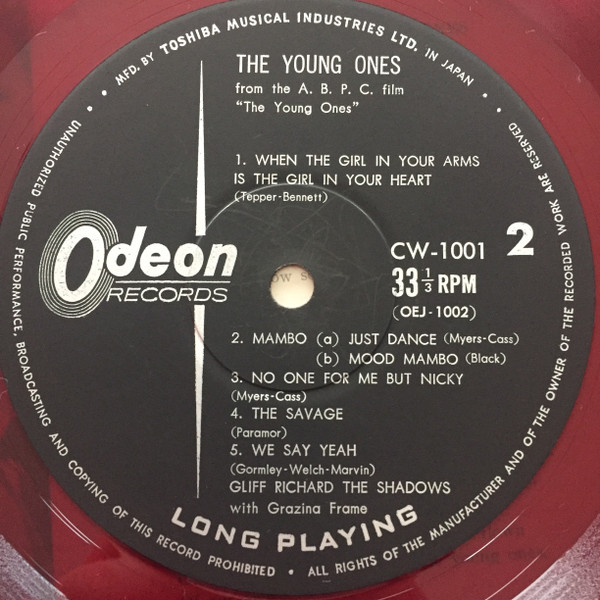 MFD. BY TOSHIBA MUSICAL INDUSTRIES LTD. IN JAPAN
THE YOUNG ONES
from the A. B. P. C. film
"The Young Ones"
1. WHEN THE GIRL IN YOUR ARMS
IS THE GIRL IN YOUR HEART
(Tepper-Bennett)
Odeon
RECORDS
CW-1001 2
33 1/3 RPM
(OEJ-1002)
2. MAMBO (a) JUST DANCE (Myers-Cass)
(b) MOOD MAMBO (Black)
3. NO ONE FOR ME BUT NICKY
(Myers-Cass)
4. THE SAVAGE
(Paramor)
5. WE SAY YEAH
(Gormley-Welch-Marvin)
GLIFF RICHARD THE SHADOWS
with Grazina Frame
LONG PLAYING
UNAUTHORIZED PUBLIC PERFORMANCE, BROADCASTING AND COPYING OF THIS RECORD PROHIBITED • ALL RIGHTS OF THE MANUFACTURER AND OF THE OWNER OF THE RECORDED WORK ARE RESERVED